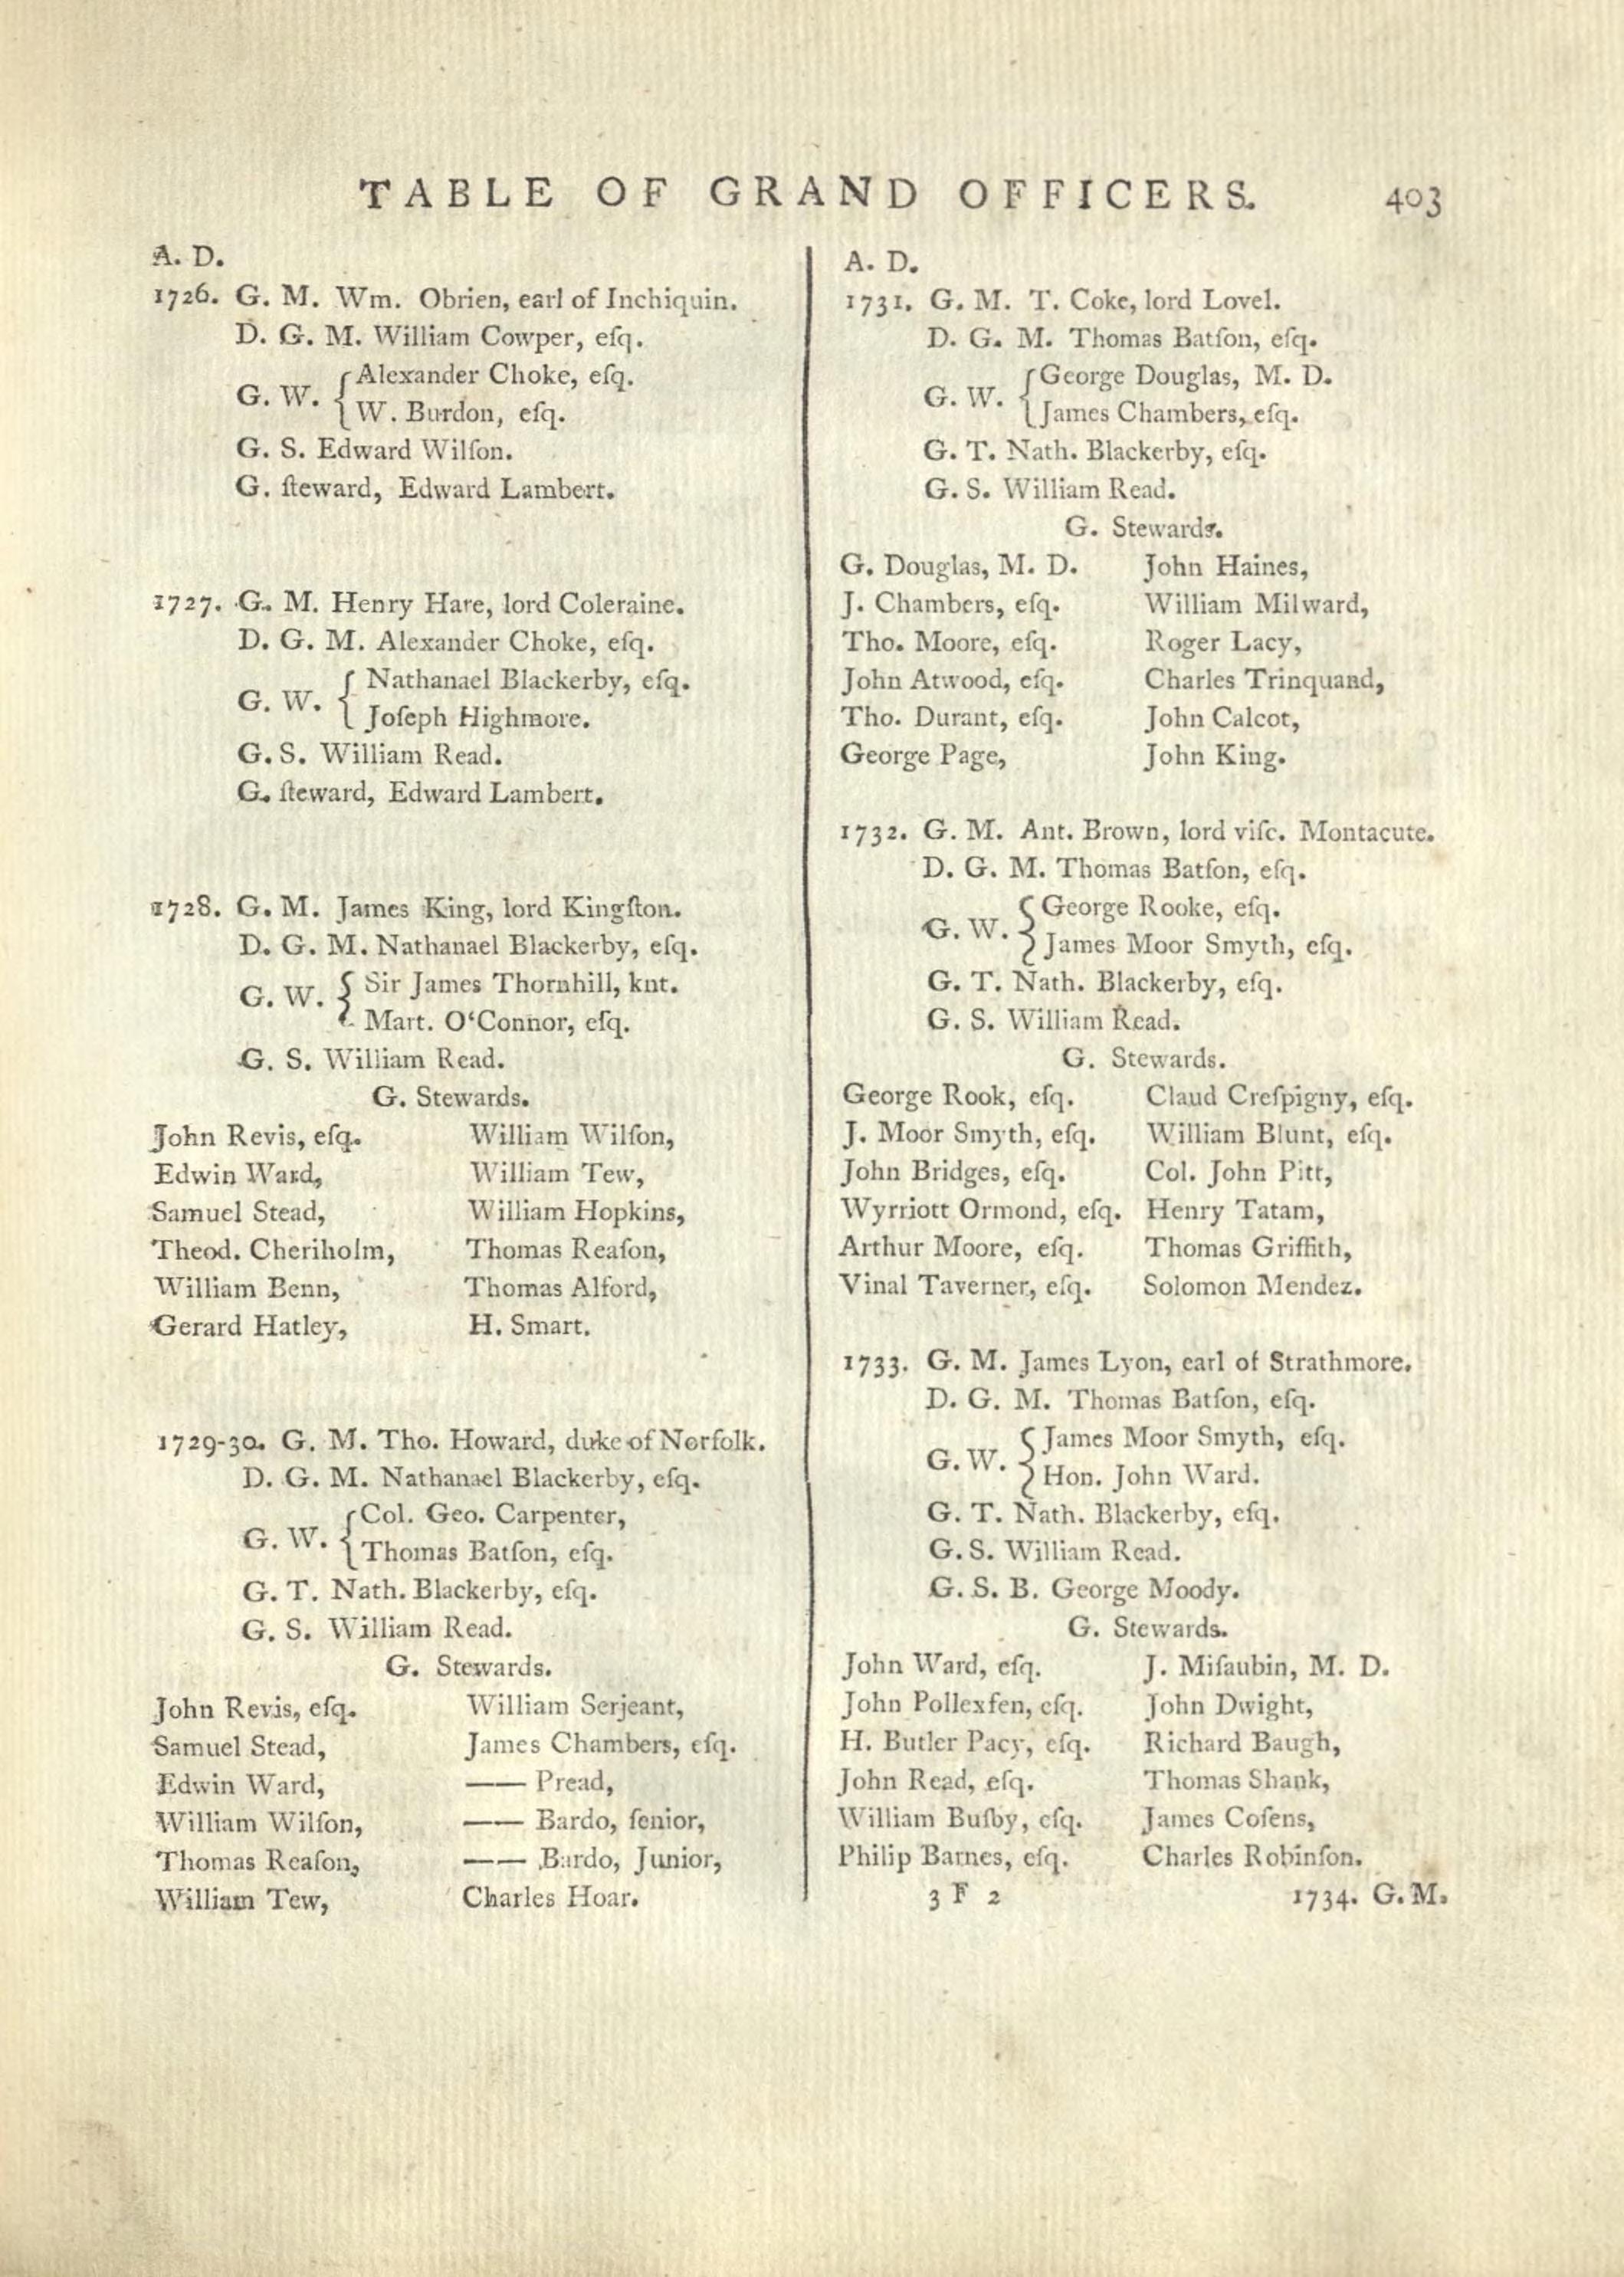 TABLE OF GRAND OFFICERS. 403
A. D.
1726. G. M. Wm. Obrien, earl of Inchiquin.
D. G. M. William Cowper, eſq.
G. W. { Alexander Choke, eſq.
W. Burdon, eſq.
G. S. Edward Wilſon.
G. ſteward, Edward Lambert.
1727. G. M. Henry Hare, lord Coleraine.
D. G. M. Alexander Choke, eſq.
G. W. { Nathanael Blackerby, eſq.
Joſeph Highmore.
G. S. William Read.
G. ſteward, Edward Lambert.
1728. G. M. James King, lord Kingſton.
D. G. M. Nathanael Blackerby, eſq.
G. W. { Sir James Thornhill, knt.
Mart. O‘Connor, eſq.
G. S. William Read.
G. Stewards.
John Revis, eſq. William Wilſon,
Edwin Ward, William Tew,
Samuel Stead, William Hopkins,
Theod. Cheriholm, Thomas Reaſon,
William Benn, Thomas Alford,
Gerard Hatley, H. Smart.
1729-30. G. M. Tho. Howard, duke of Norfolk.
D. G. M. Nathanael Blackerby, eſq.
G. W. { Col. Geo. Carpenter,
Thomas Batſon, eſq.
G. T. Nath. Blackerby, eſq.
G. S. William Read.
G. Stewards.
John Revis, eſq. William Serjeant,
Samuel Stead, James Chambers, eſq.
Edwin Ward, —— Pread,
William Wilſon, —— Bardo, ſenior,
Thomas Reaſon, —— Bardo, Junior,
William Tew, Charles Hoar.
A. D.
1731. G. M. T. Coke, lord Lovel.
D. G. M. Thomas Batſon, eſq.
G. W. { George Douglas, M. D.
James Chambers, eſq.
G. T. Nath. Blackerby, eſq.
G. S. William Read.
G. Stewards.
G. Douglas, M. D. John Haines,
J. Chambers, eſq. William Milward,
Tho. Moore, eſq. Roger Lacy,
John Atwood, eſq. Charles Trinquand,
Tho. Durant, eſq. John Calcot,
George Page, John King.
1732. G. M. Ant. Brown, lord viſc. Montacute.
D. G. M. Thomas Batſon, eſq.
G. W. { George Rooke, eſq.
James Moor Smyth, eſq.
G. T. Nath. Blackerby, eſq.
G. S. William Read.
G. Stewards.
George Rook, eſq. Claud Creſpigny, eſq.
J. Moor Smyth, eſq. William Blunt, eſq.
John Bridges, eſq. Col. John Pitt,
Wyrriott Ormond, eſq. Henry Tatam,
Arthur Moore, eſq. Thomas Griffith,
Vinal Taverner, eſq. Solomon Mendez.
1733. G. M. James Lyon, earl of Strathmore.
D. G. M. Thomas Batſon, eſq.
G. W. { James Moor Smyth, eſq.
Hon. John Ward.
G. T. Nath. Blackerby, eſq.
G. S. William Read.
G. S. B. George Moody.
G. Stewards.
John Ward, eſq. J. Miſaubin, M. D.
John Pollexfen, eſq. John Dwight,
H. Butler Pacy, eſq. Richard Baugh,
John Read, eſq. Thomas Shank,
William Buſby, eſq. James Coſens,
Philip Barnes, eſq. Charles Robinſon.
3 F 2 1734. G. M.